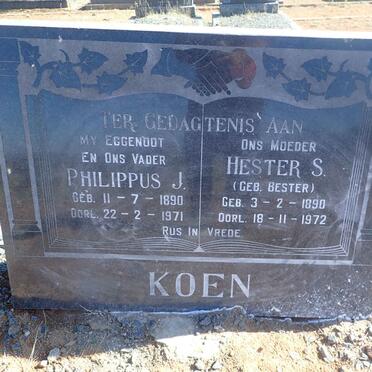 TER GEDAGTENIS AAN
MY EGGENOOT
EN ONS VADER
PHILIPPUS J.
GEB. 11-7-1890
OORL. 22-2-1971
ONS MOEDER
HESTER S.
(GEB. BESTER)
GEB. 3-2-1890
OORL. 18-11-1972
RUS IN VREDE
KOEN